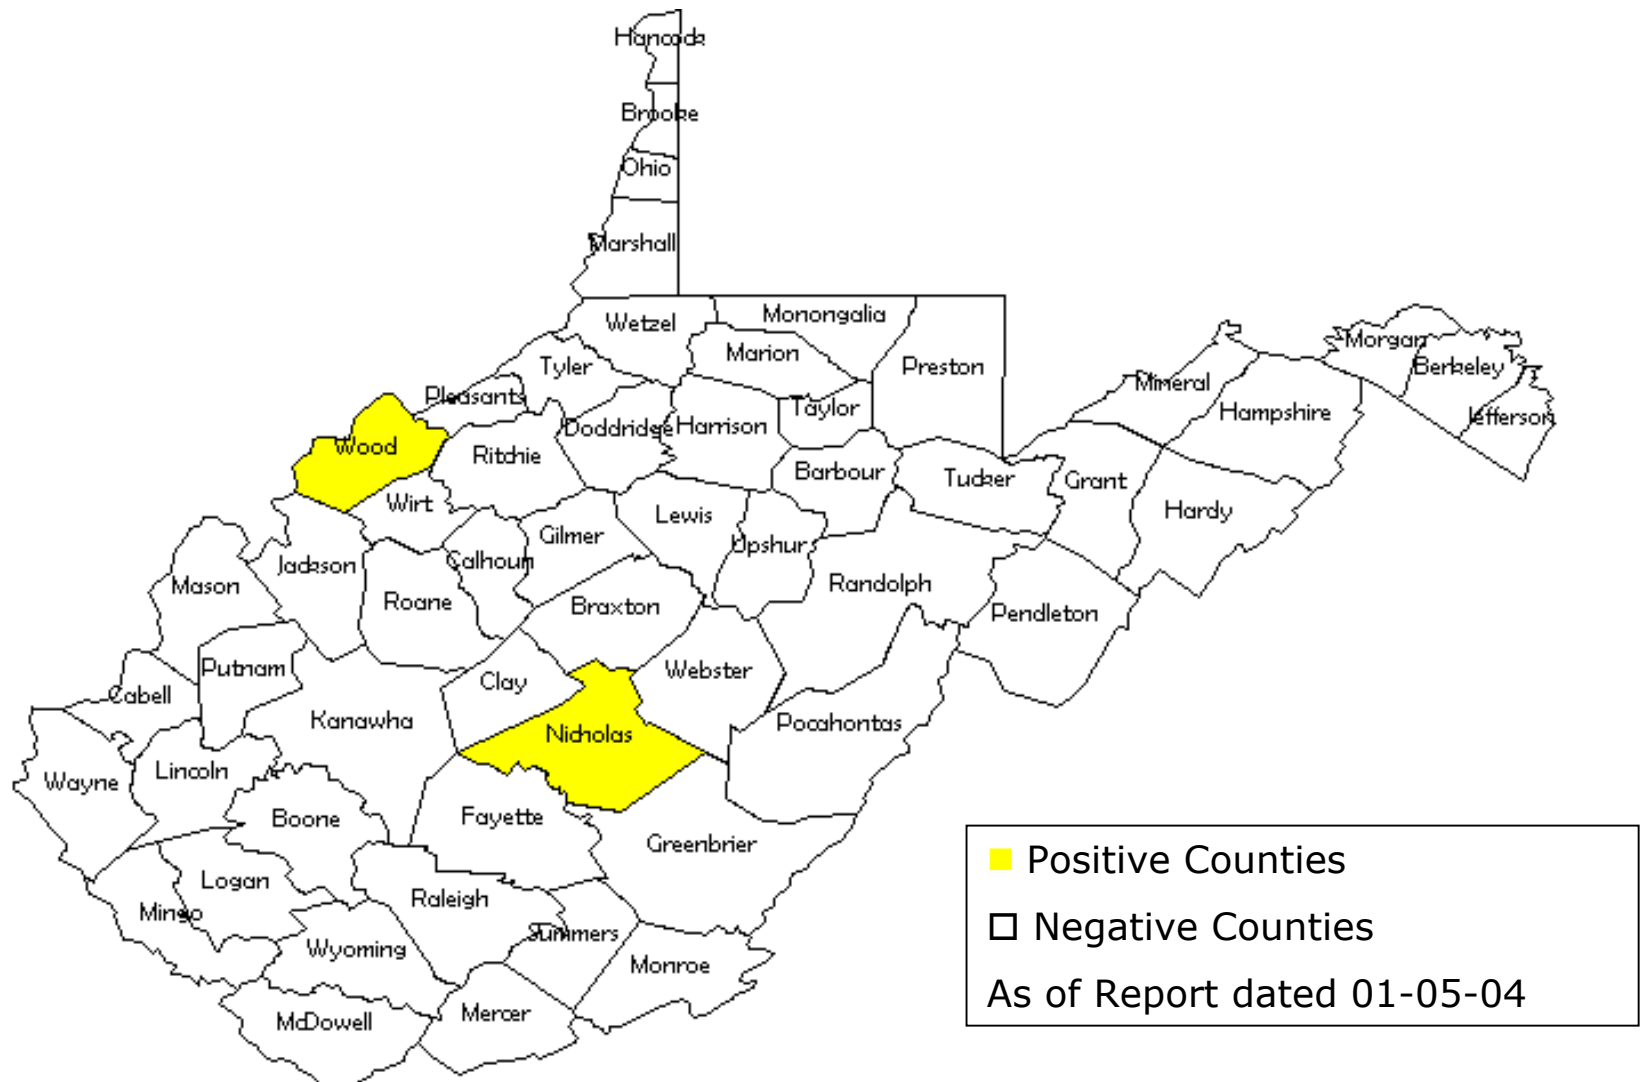 Hancock
Brooke
Ohio
Marshall
Wetzel
Monongalia
Marion
Preston
Tyler
Pleasants
Doddridge
Harrison
Taylor
Mineral
Morgan
Berkeley
Hampshire
Jefferson
Wood
Ritchie
Barbour
Tucker
Grant
Hardy
Wirt
Lewis
Gilmer
Upshur
Calhoun
Jackson
Mason
Roane
Braxton
Randolph
Pendleton
Putnam
Cabell
Clay
Webster
Kanawha
Nicholas
Pocahontas
Wayne
Lincoln
Boone
Fayette
Greenbrier
Logan
Raleigh
Mingo
Wyoming
Summers
Monroe
McDowell
Mercer
Positive Counties
Negative Counties
As of Report dated 01-05-04